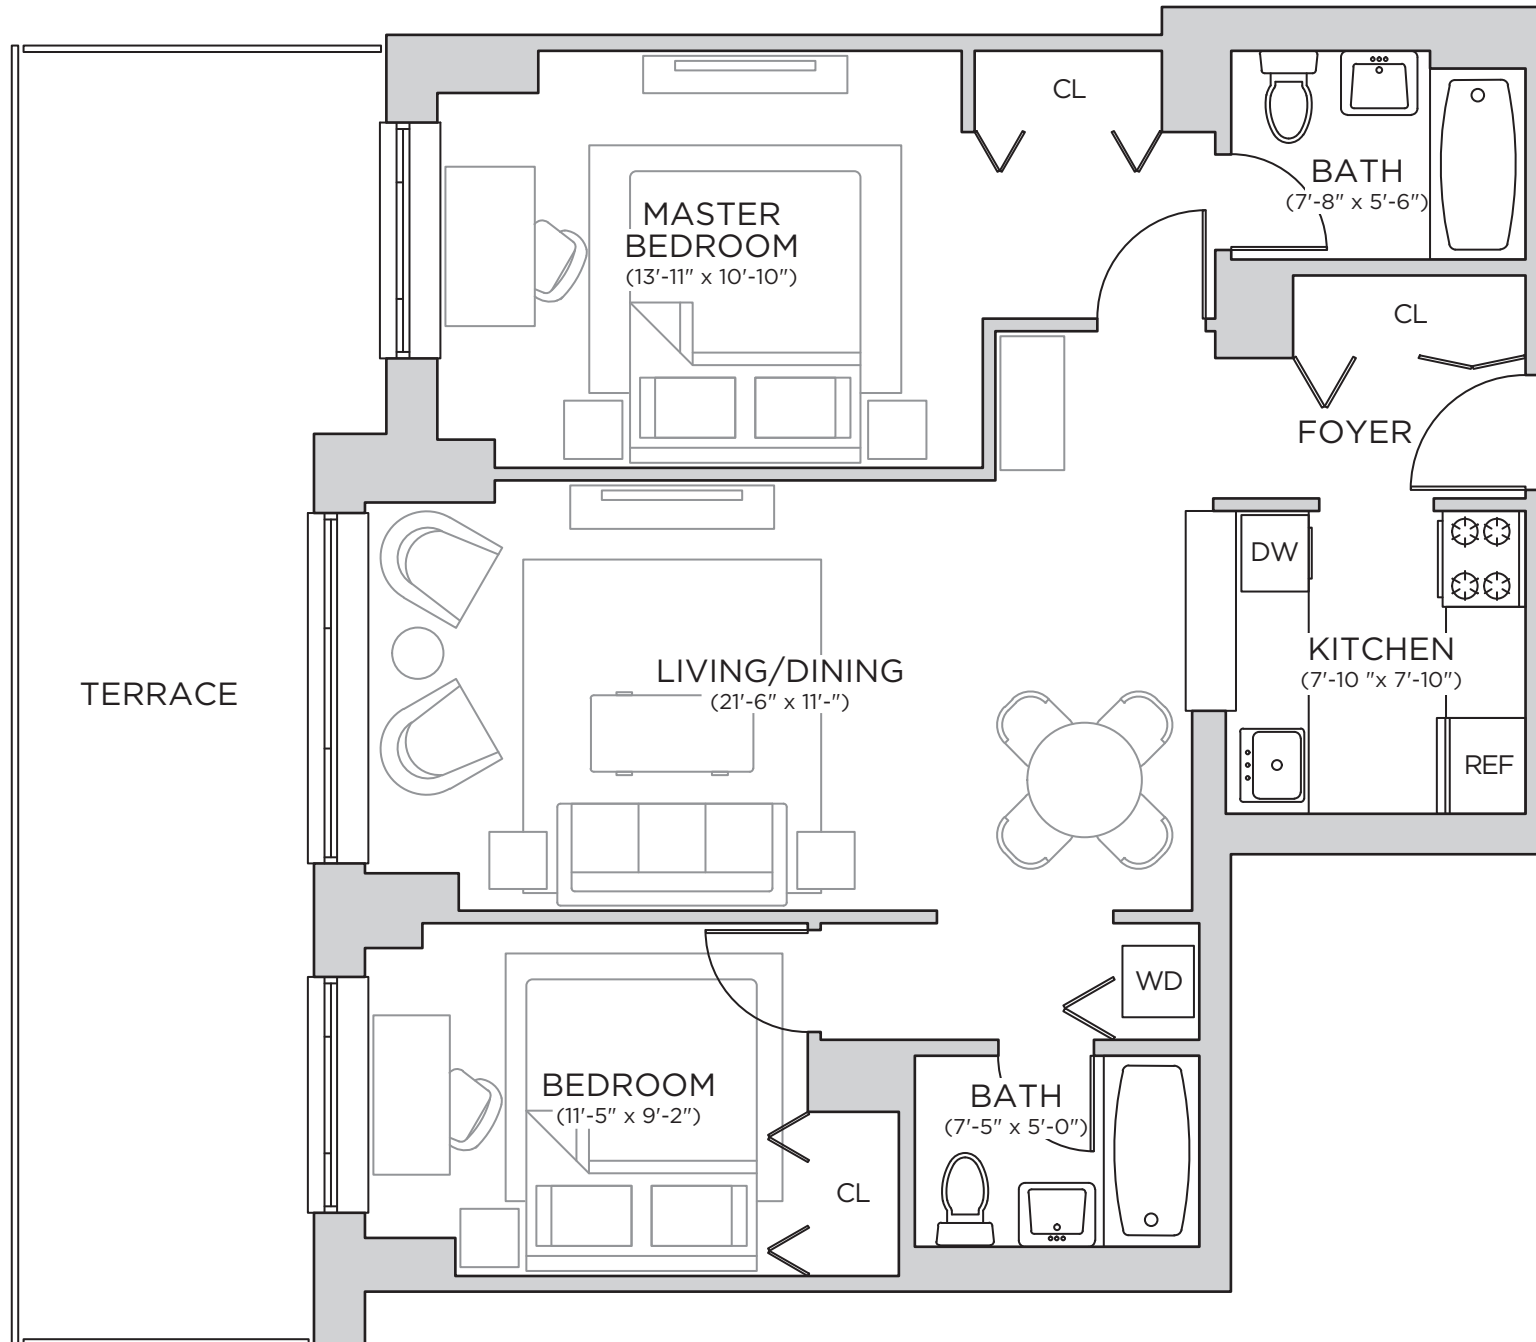 CL
BATH
(7'-8" x 5'-6")
MASTER
BEDROOM
(13'-11" x 10'-10")
CL
FOYER
DW
KITCHEN
(7'-10 "x 7'-10")
REF
LIVING/DINING
(21'-6" x 11'-")
TERRACE
WD
BEDROOM
(11'-5" x 9'-2")
BATH
(7'-5" x 5'-0")
CL